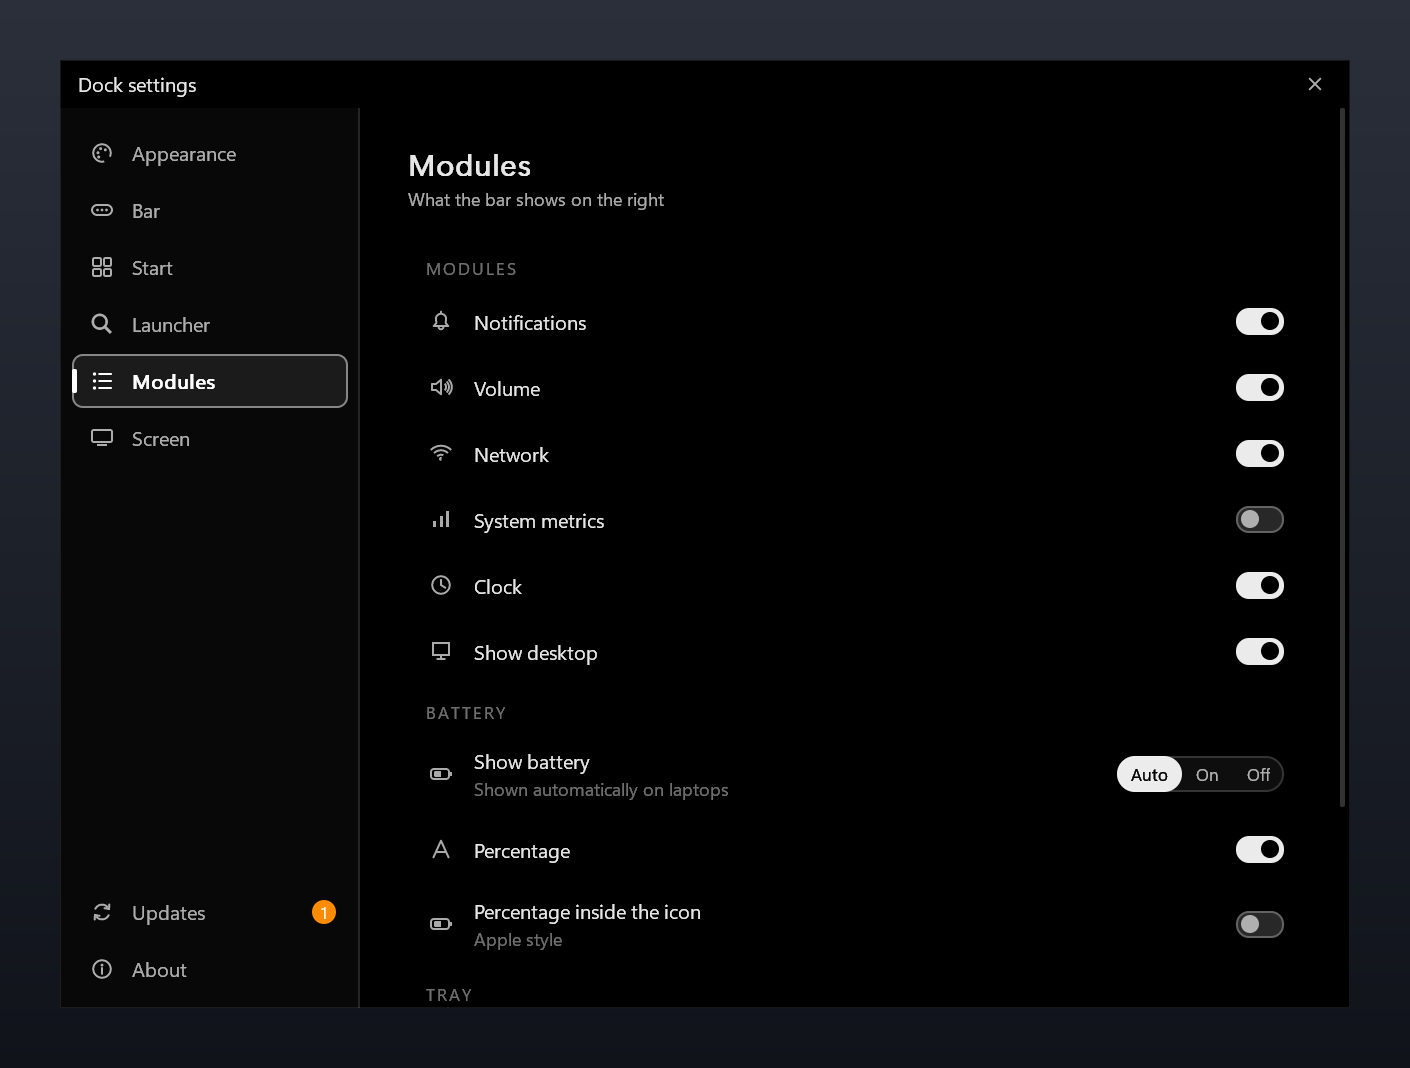 Dock settings
Appearance
Bar
Start
Launcher
Modules
Screen
Updates
1
About
Modules
What the bar shows on the right
MODULES
Notifications
Volume
Network
System metrics
Clock
Show desktop
BATTERY
Show battery
Shown automatically on laptops
Auto On Off
Percentage
Percentage inside the icon
Apple style
TRAY